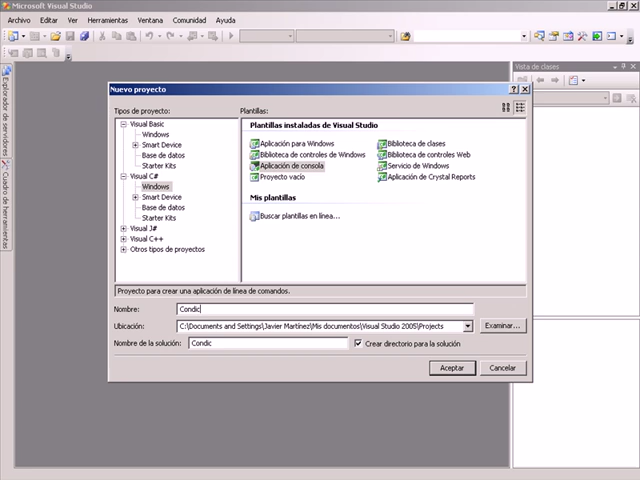 Microsoft Visual Studio
Archivo Editar Ver Herramientas Ventana Comunidad Ayuda
Explorador de servidores
Cuadro de herramientas
Vista de clases
Nuevo proyecto
Tipos de proyecto:
Visual Basic
Windows
Smart Device
Base de datos
Starter Kits
Visual C#
Windows
Smart Device
Base de datos
Starter Kits
Visual J#
Visual C++
Otros tipos de proyectos
Plantillas:
Plantillas instaladas de Visual Studio
Aplicación para Windows
Biblioteca de clases
Biblioteca de controles de Windows
Biblioteca de controles Web
Aplicación de consola
Servicio de Windows
Proyecto vacío
Aplicación de Crystal Reports
Mis plantillas
Buscar plantillas en línea...
Proyecto para crear una aplicación de línea de comandos.
Nombre: Condic
Ubicación: C:\Documents and Settings\Javier Martínez\Mis documentos\Visual Studio 2005\Projects Examinar...
Nombre de la solución: Condic Crear directorio para la solución
Aceptar Cancelar